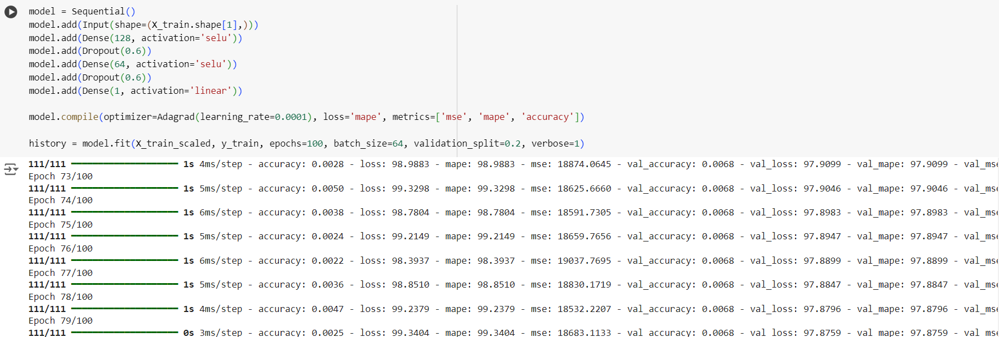 model = Sequential()
model.add(Input(shape=(X_train.shape[1],)))
model.add(Dense(128, activation='selu'))
model.add(Dropout(0.6))
model.add(Dense(64, activation='selu'))
model.add(Dropout(0.6))
model.add(Dense(1, activation='linear'))
model.compile(optimizer=Adagrad(learning_rate=0.0001), loss='mape', metrics=['mse', 'mape', 'accuracy'])
history = model.fit(X_train_scaled, y_train, epochs=100, batch_size=64, validation_split=0.2, verbose=1)
111/111 ━━━━━━━━━━━━━━━━━━━━ 1s 4ms/step - accuracy: 0.0028 - loss: 98.9883 - mape: 98.9883 - mse: 18874.0645 - val_accuracy: 0.0068 - val_loss: 97.9099 - val_mape: 97.9099 - val_mse
Epoch 73/100
111/111 ━━━━━━━━━━━━━━━━━━━━ 1s 5ms/step - accuracy: 0.0050 - loss: 99.3298 - mape: 99.3298 - mse: 18625.6660 - val_accuracy: 0.0068 - val_loss: 97.9046 - val_mape: 97.9046 - val_mse
Epoch 74/100
111/111 ━━━━━━━━━━━━━━━━━━━━ 1s 6ms/step - accuracy: 0.0038 - loss: 98.7804 - mape: 98.7804 - mse: 18591.7305 - val_accuracy: 0.0068 - val_loss: 97.8983 - val_mape: 97.8983 - val_mse
Epoch 75/100
111/111 ━━━━━━━━━━━━━━━━━━━━ 1s 5ms/step - accuracy: 0.0024 - loss: 99.2149 - mape: 99.2149 - mse: 18659.7656 - val_accuracy: 0.0068 - val_loss: 97.8947 - val_mape: 97.8947 - val_mse
Epoch 76/100
111/111 ━━━━━━━━━━━━━━━━━━━━ 1s 6ms/step - accuracy: 0.0022 - loss: 98.3937 - mape: 98.3937 - mse: 19037.7695 - val_accuracy: 0.0068 - val_loss: 97.8899 - val_mape: 97.8899 - val_mse
Epoch 77/100
111/111 ━━━━━━━━━━━━━━━━━━━━ 1s 5ms/step - accuracy: 0.0036 - loss: 98.8510 - mape: 98.8510 - mse: 18830.1719 - val_accuracy: 0.0068 - val_loss: 97.8847 - val_mape: 97.8847 - val_mse
Epoch 78/100
111/111 ━━━━━━━━━━━━━━━━━━━━ 1s 4ms/step - accuracy: 0.0047 - loss: 99.2379 - mape: 99.2379 - mse: 18532.2207 - val_accuracy: 0.0068 - val_loss: 97.8796 - val_mape: 97.8796 - val_mse
Epoch 79/100
111/111 ━━━━━━━━━━━━━━━━━━━━ 0s 3ms/step - accuracy: 0.0025 - loss: 99.3404 - mape: 99.3404 - mse: 18683.1133 - val_accuracy: 0.0068 - val_loss: 97.8759 - val_mape: 97.8759 - val_mse